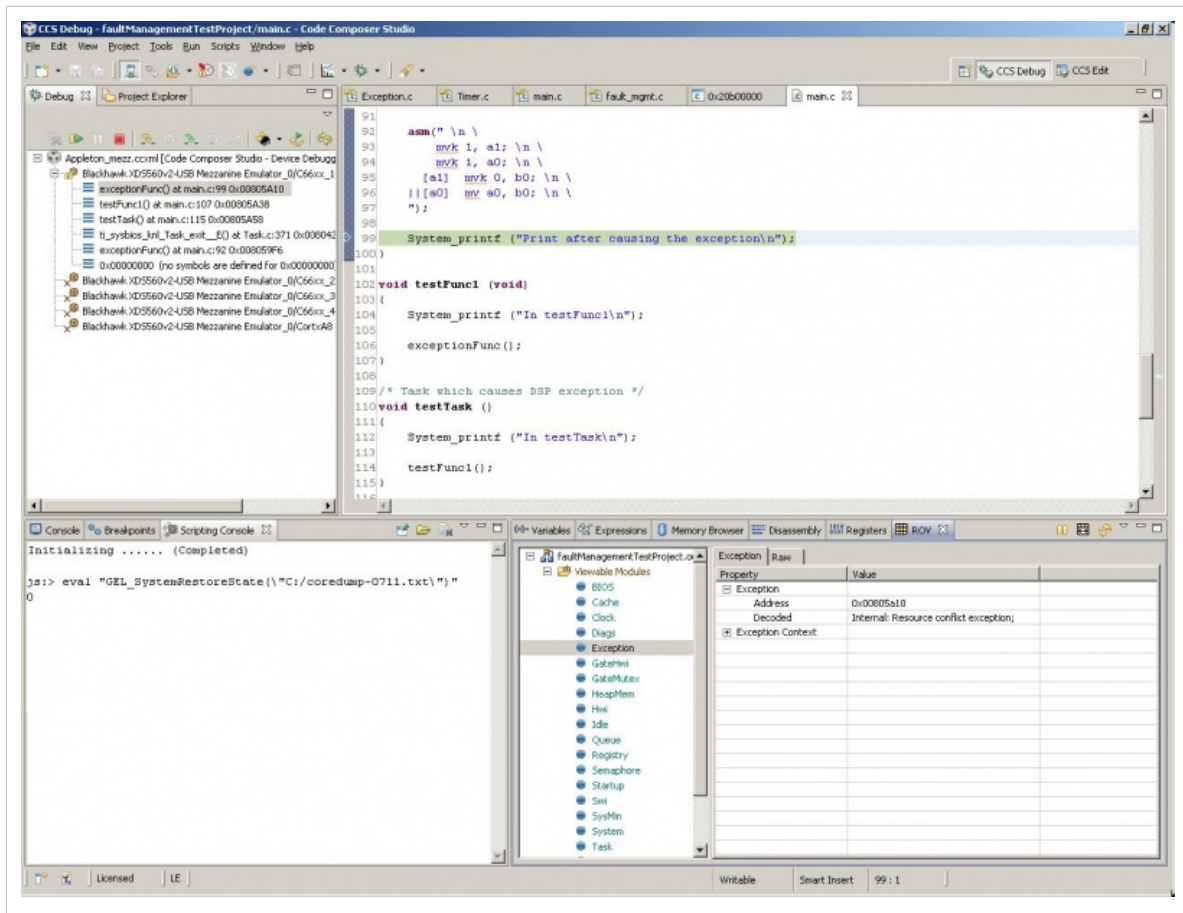 CCS Debug - faultManagementTestProject/main.c - Code Composer Studio
File Edit View Project Tools Run Scripts Window Help
CCS Debug CCS Edit
Debug Project Explorer
Exception.c Timer.c main.c fault_mgmt.c 0x20b00000 main.c
Appleton_mezz.ccxml [Code Composer Studio - Device Debugg
Blackhawk XDS560v2-USB Mezzanine Emulator_0/C66xx_1
exceptionFunc() at main.c:99 0x00805A10
testFunc1() at main.c:107 0x00805A38
testTask() at main.c:115 0x00805A58
ti_sysbios_knl_Task_exit__E() at Task.c:371 0x008042
exceptionFunc() at main.c:92 0x008059F6
0x00000000 (no symbols are defined for 0x00000000)
Blackhawk XDS560v2-USB Mezzanine Emulator_0/C66xx_2
Blackhawk XDS560v2-USB Mezzanine Emulator_0/C66xx_3
Blackhawk XDS560v2-USB Mezzanine Emulator_0/C66xx_4
Blackhawk XDS560v2-USB Mezzanine Emulator_0/CortxA8
91
92 asm(" \n \
93 mvk 1, a1; \n \
94 mvk 1, a0; \n \
95 [a1] mvk 0, b0; \n \
96 ||[a0] mv a0, b0; \n \
97 ");
98
99 System_printf ("Print after causing the exception\n");
100 }
101
102 void testFunc1 (void)
103 {
104 System_printf ("In testFunc1\n");
105
106 exceptionFunc();
107 }
108
109 /* Task which causes DSP exception */
110 void testTask ()
111 {
112 System_printf ("In testTask\n");
113
114 testFunc1();
115 }
Console Breakpoints Scripting Console
Initializing ...... (Completed)
js:> eval "GEL_SystemRestoreState(\"C:/coredump-0711.txt\")"
0
Variables Expressions Memory Browser Disassembly Registers ROV
faultManagementTestProject.ou
Viewable Modules
BIOS
Cache
Clock
Diags
Exception
GateHwi
GateMutex
HeapMem
Hwi
Idle
Queue
Registry
Semaphore
Startup
Swi
SysMin
System
Task
Exception Raw
Property Value
Exception
Address 0x00805a10
Decoded Internal: Resource conflict exception;
Exception Context
Licensed LE Writable Smart Insert 99 : 1